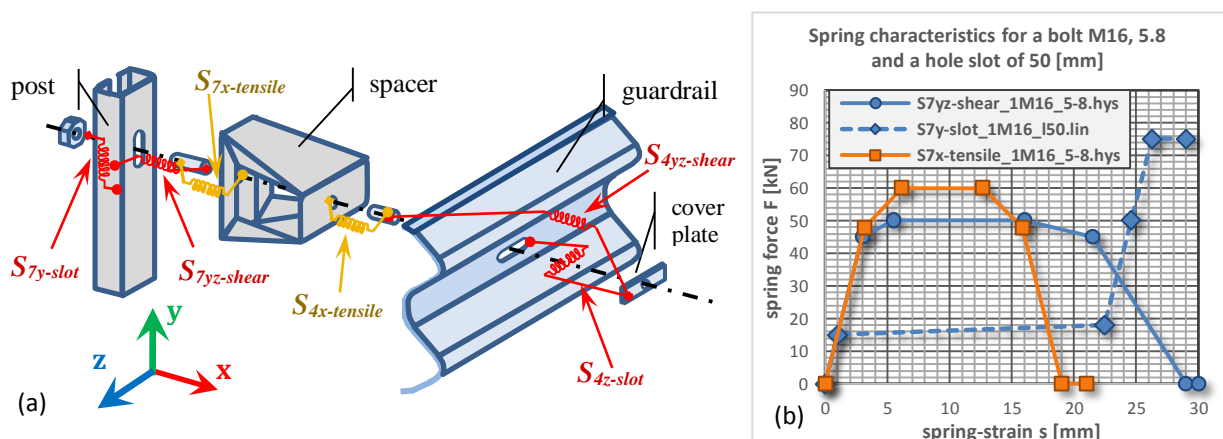 post
S7x-tensile
spacer
guardrail
S4yz-shear
cover
plate
S7y-slot
S7yz-shear
S4x-tensile
S4z-slot
y
z
x
(a)
Spring characteristics for a bolt M16, 5.8
and a hole slot of 50 [mm]
S7yz-shear_1M16_5-8.hys
S7y-slot_1M16_l50.lin
S7x-tensile_1M16_5-8.hys
spring force F [kN]
90
80
70
60
50
40
30
20
10
0
0 5 10 15 20 25 30
spring-strain s [mm]
(b)